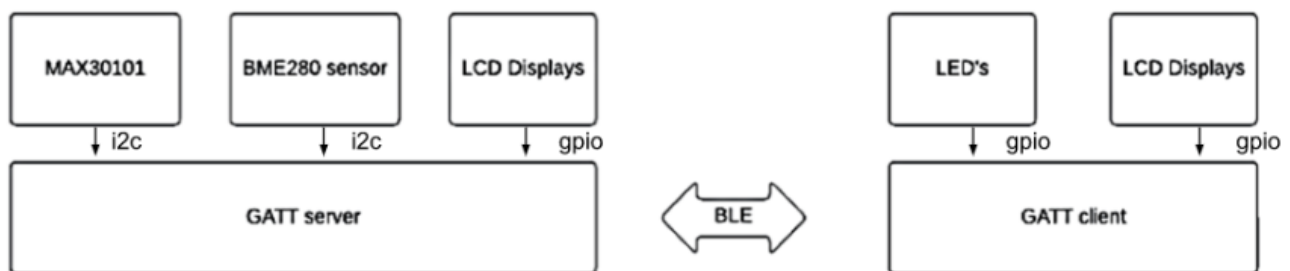 MAX30101
BME280 sensor
LCD Displays
LED's
LCD Displays
i2c
i2c
gpio
gpio
gpio
GATT server
BLE
GATT client